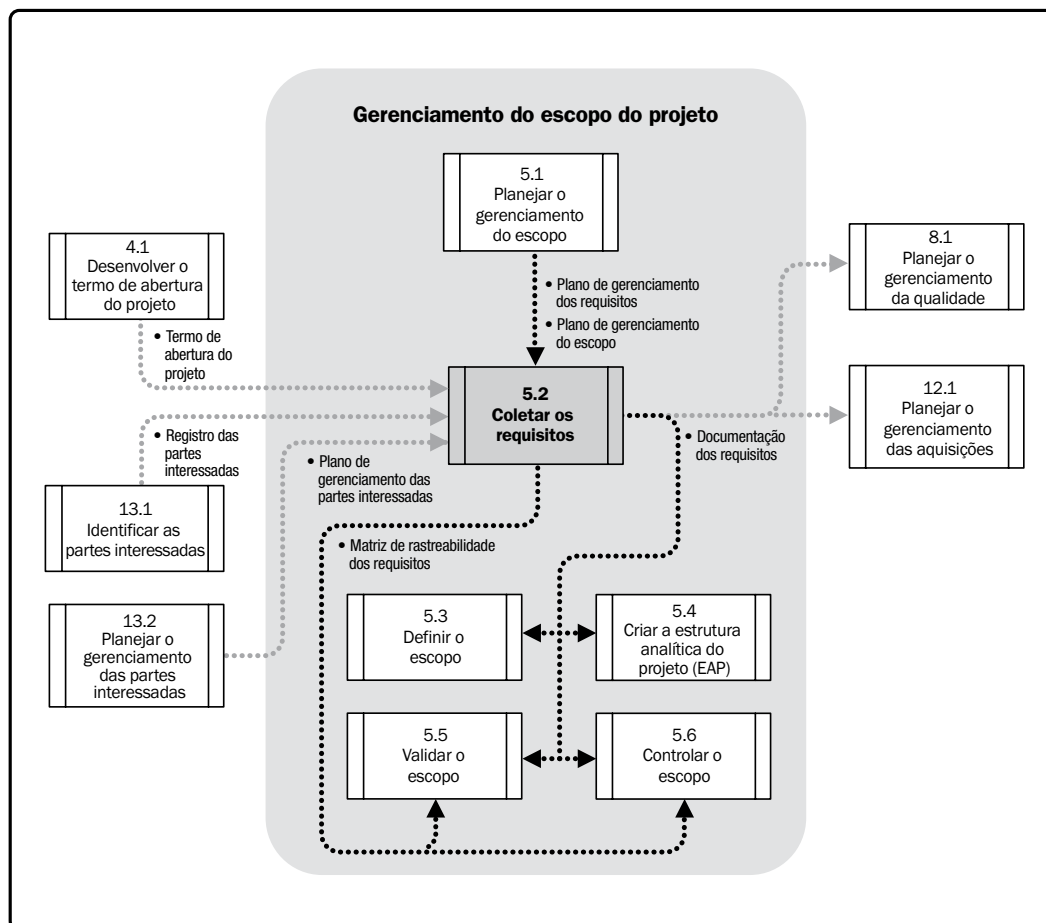 Gerenciamento do escopo do projeto
5.1
Planejar o
gerenciamento
do escopo
4.1
Desenvolver o
termo de abertura
do projeto
8.1
Planejar o
gerenciamento
da qualidade
• Plano de gerenciamento
dos requisitos
• Plano de gerenciamento
do escopo
• Termo de
abertura do
projeto
5.2
Coletar os
requisitos
12.1
Planejar o
gerenciamento
das aquisições
• Registro das
partes
interessadas
• Plano de
gerenciamento das
partes interessadas
• Documentação
dos requisitos
13.1
Identificar as
partes interessadas
• Matriz de rastreabilidade
dos requisitos
13.2
Planejar o
gerenciamento
das partes
interessadas
5.3
Definir o
escopo
5.4
Criar a estrutura
analítica do
projeto (EAP)
5.5
Validar o
escopo
5.6
Controlar o
escopo